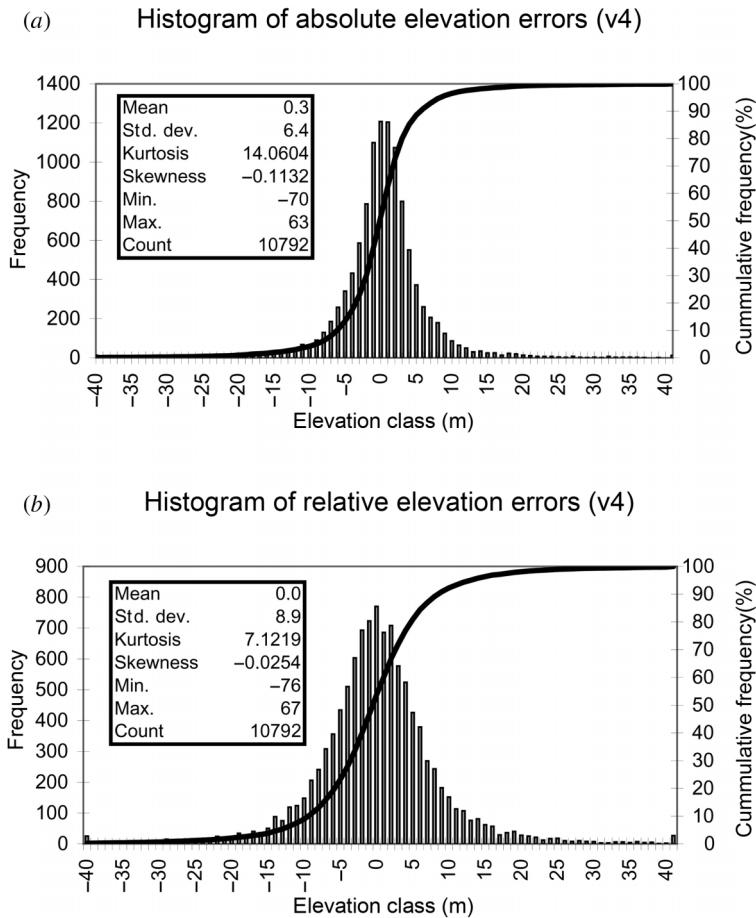 (a) Histogram of absolute elevation errors (v4)
1400
1200
1000
800
600
400
200
0
Frequency
Mean 0.3
Std. dev. 6.4
Kurtosis 14.0604
Skewness –0.1132
Min. –70
Max. 63
Count 10792
100
90
80
70
60
50
40
30
20
10
0
Cummulative frequency(%)
–40 –35 –30 –25 –20 –15 –10 –5 0 5 10 15 20 25 30 35 40
Elevation class (m)
(b) Histogram of relative elevation errors (v4)
900
800
700
600
500
400
300
200
100
0
Frequency
Mean 0.0
Std. dev. 8.9
Kurtosis 7.1219
Skewness –0.0254
Min. –76
Max. 67
Count 10792
100
90
80
70
60
50
40
30
20
10
0
Cummulative frequency(%)
–40 –35 –30 –25 –20 –15 –10 –5 0 5 10 15 20 25 30 35 40
Elevation class (m)